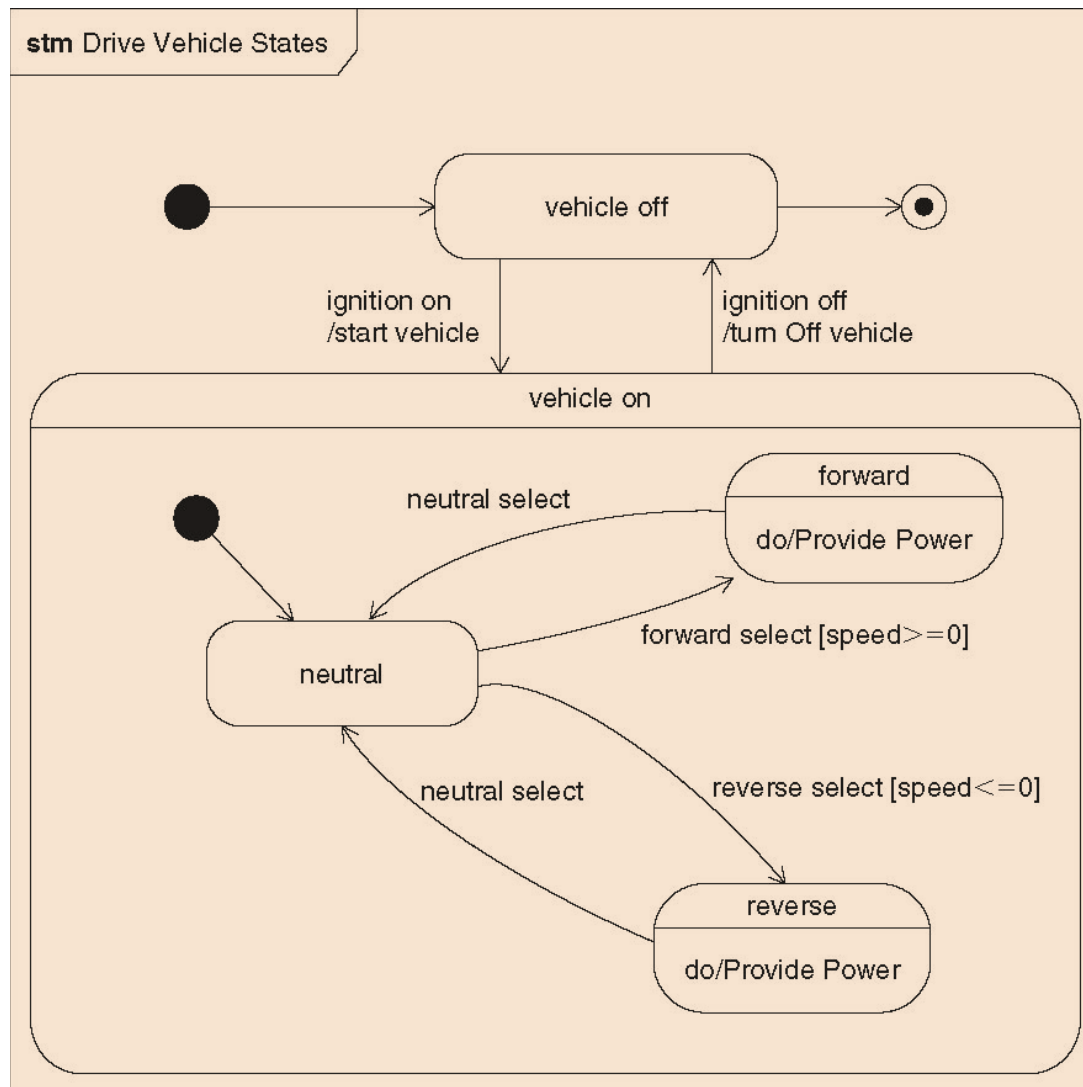 stm Drive Vehicle States
vehicle off
ignition on
/start vehicle
ignition off
/turn Off vehicle
vehicle on
forward
do/Provide Power
neutral select
forward select [speed>=0]
neutral
neutral select
reverse select [speed<=0]
reverse
do/Provide Power